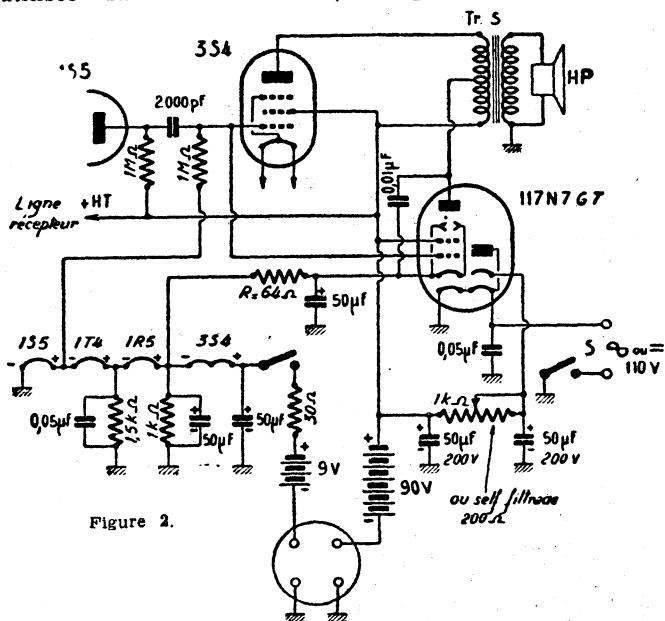 Tr. S
3S4
1S5
HP
2000pF
1MΩ
1MΩ
0,01µF
117N7GT
Ligne +HT
récepteur
R=64Ω
50µF
1S5 1T4 1R5 3S4
0,05µF
S ou = 
110 V
0,05µF
1,5kΩ
1kΩ
50µF
50µF
30Ω
1kΩ
50µF
200V
50µF
200V
9V
90V
ou self filtrage
200Ω
Figure 2.